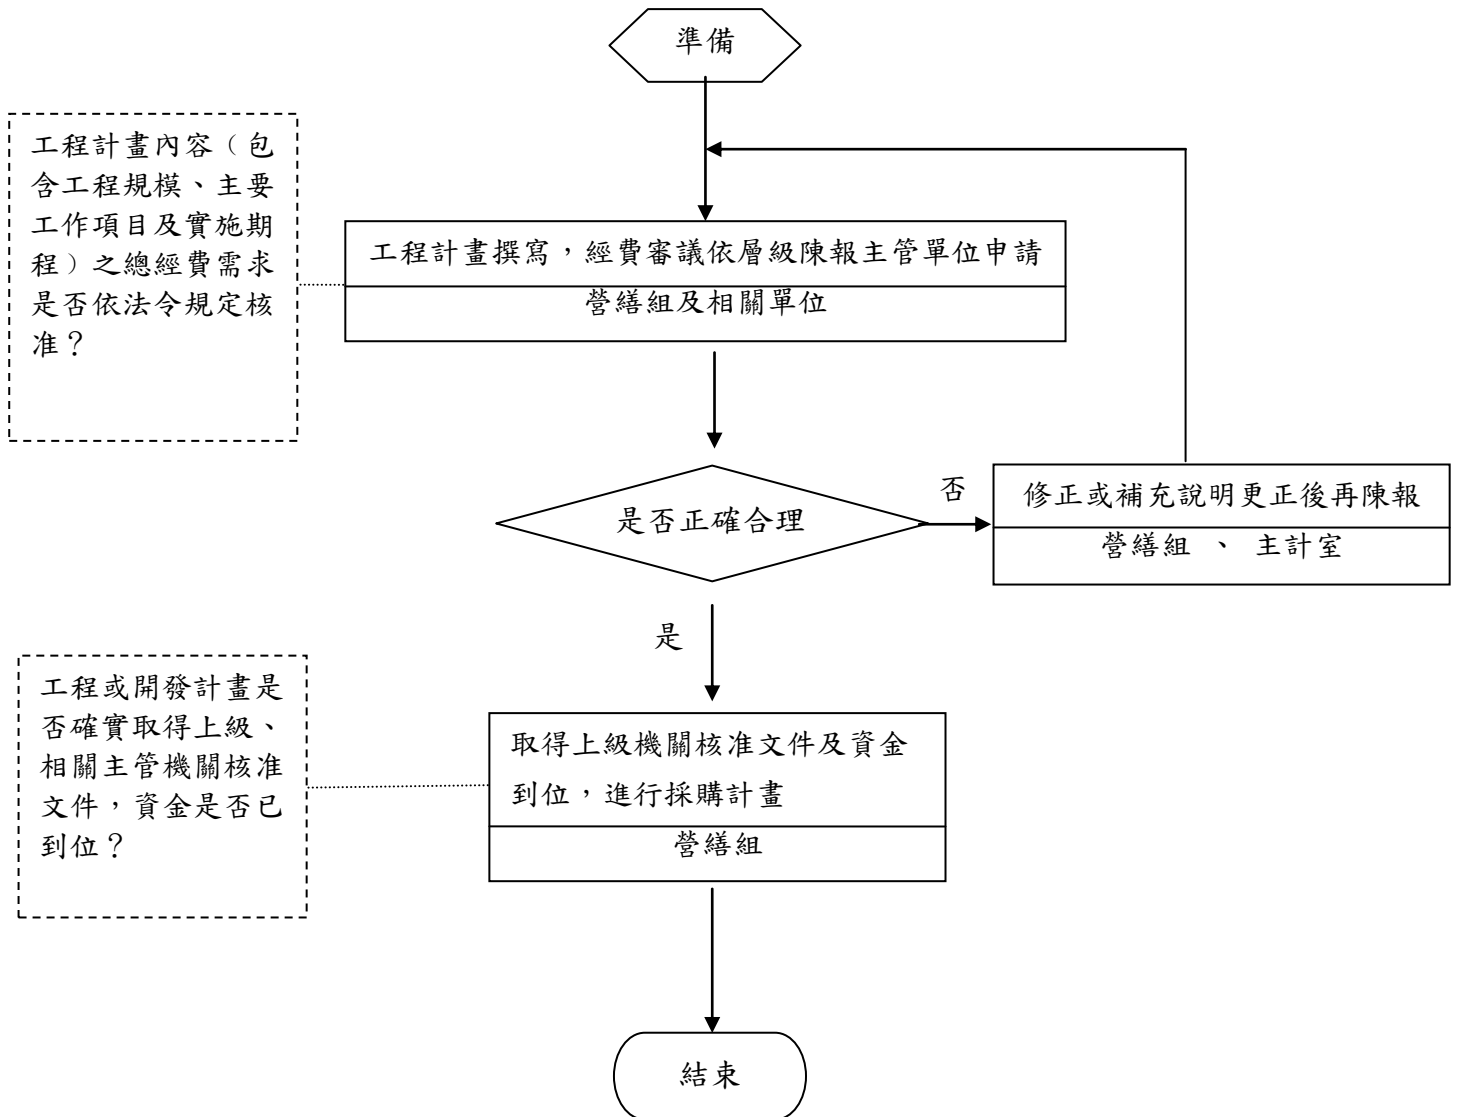 準備
工程計畫內容（包
含工程規模、主要
工作項目及實施期
程）之總經費需求
是否依法令規定核
准？
工程計畫撰寫，經費審議依層級陳報主管單位申請
營繕組及相關單位
是否正確合理
否
修正或補充說明更正後再陳報
營繕組 、 主計室
是
工程或開發計畫是
否確實取得上級、
相關主管機關核准
文件，資金是否已
到位？
取得上級機關核准文件及資金
到位，進行採購計畫
營繕組
結束